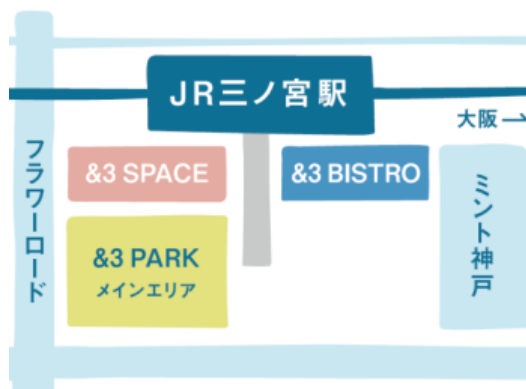 JR三ノ宮駅
大阪→
フラワーロード
&3 SPACE
&3 BISTRO
ミント神戸
&3 PARK
メインエリア